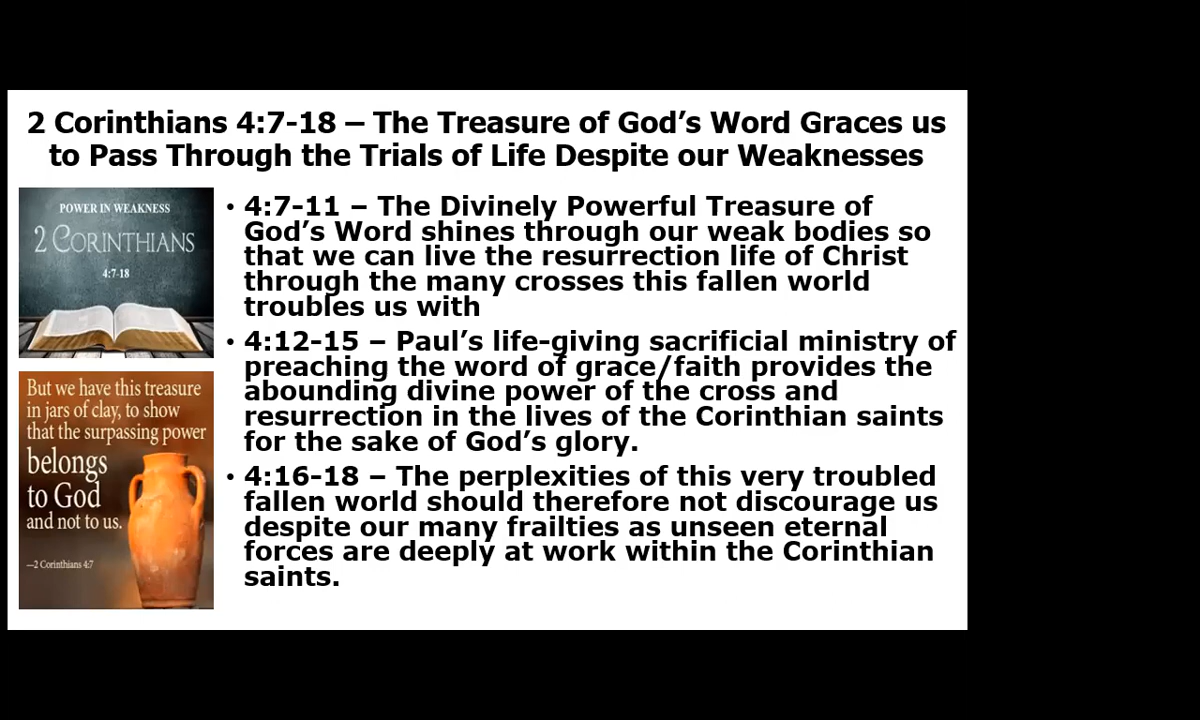 2 Corinthians 4:7-18 – The Treasure of God’s Word Graces us
to Pass Through the Trials of Life Despite our Weaknesses
POWER IN WEAKNESS
2 CORINTHIANS
4:7-18
But we have this treasure
in jars of clay, to show
that the surpassing power
belongs
to God
and not to us.
—2 Corinthians 4:7
• 4:7-11 – The Divinely Powerful Treasure of
God’s Word shines through our weak bodies so
that we can live the resurrection life of Christ
through the many crosses this fallen world
troubles us with
• 4:12-15 – Paul’s life-giving sacrificial ministry of
preaching the word of grace/faith provides the
abounding divine power of the cross and
resurrection in the lives of the Corinthian saints
for the sake of God’s glory.
• 4:16-18 – The perplexities of this very troubled
fallen world should therefore not discourage us
despite our many frailties as unseen eternal
forces are deeply at work within the Corinthian
saints.